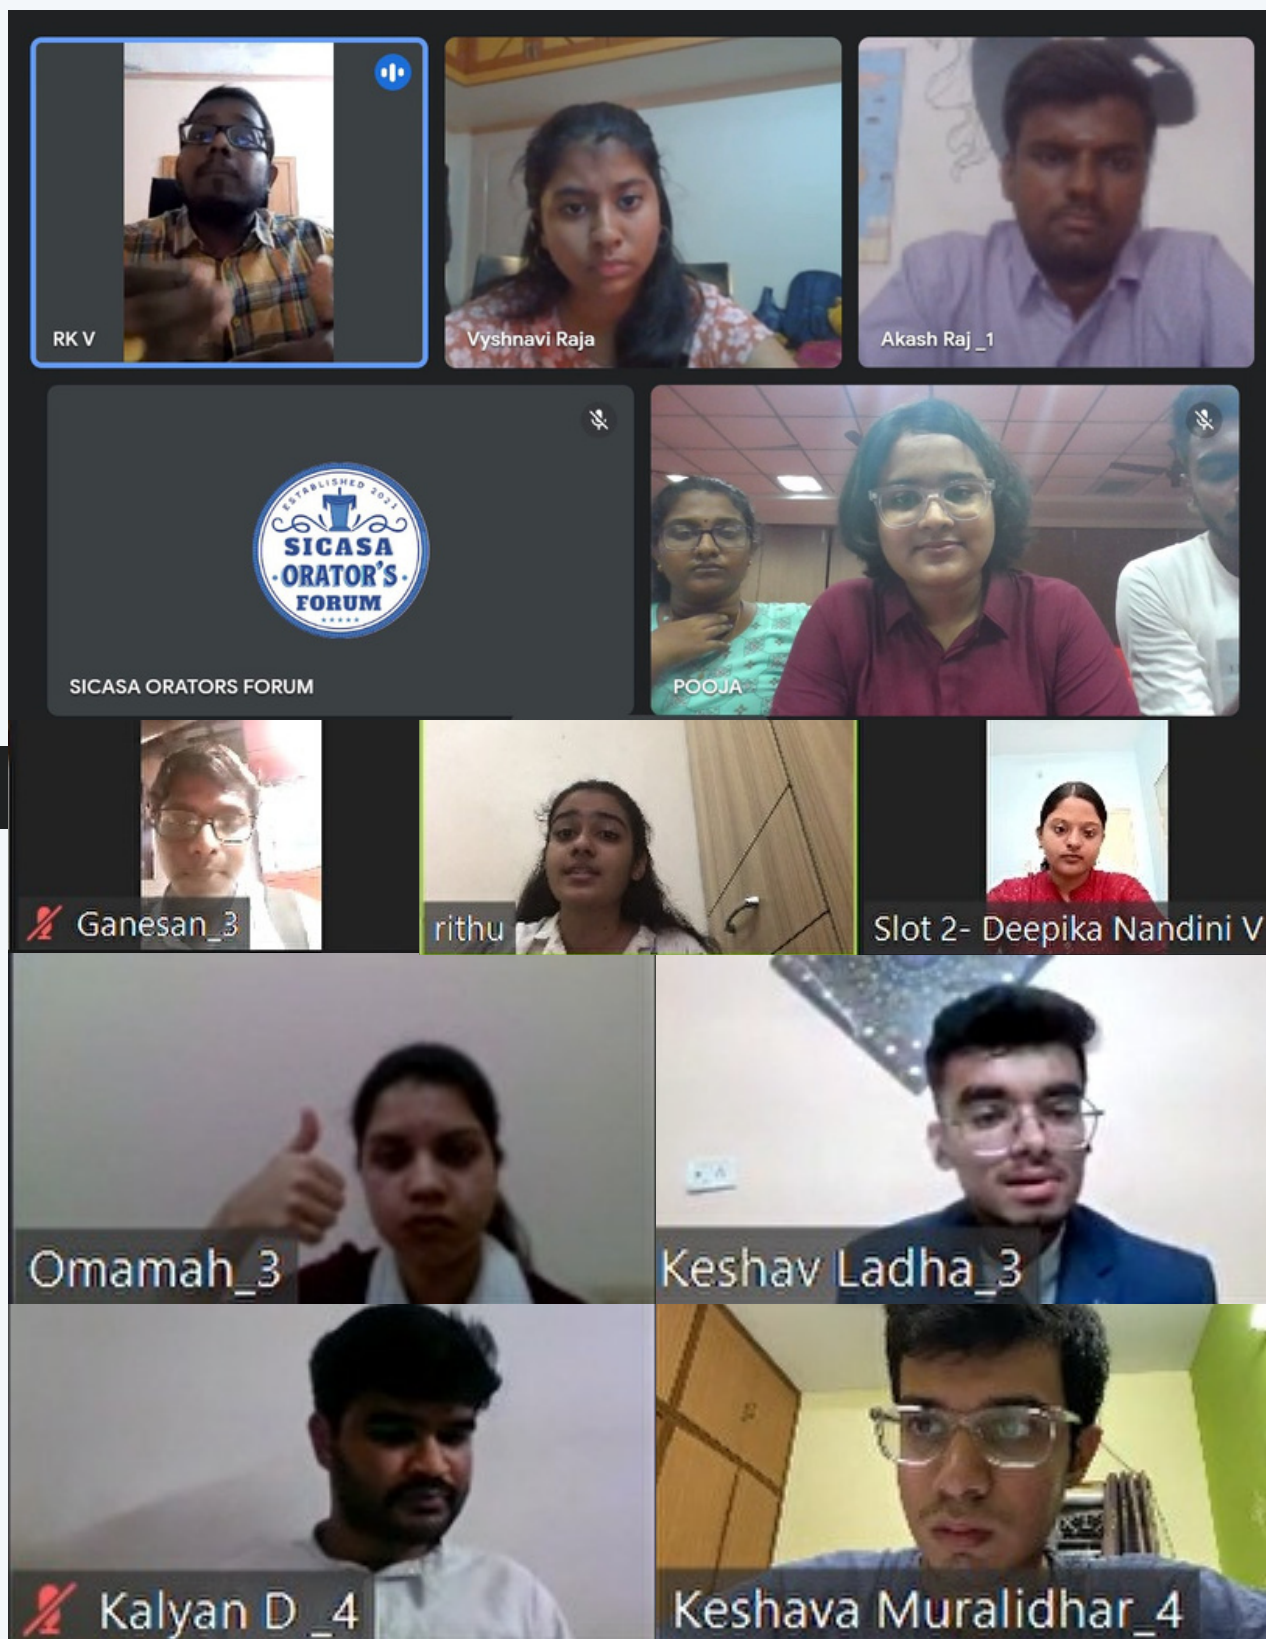 RK V
Vyshnavi Raja
Akash Raj _1
ESTABLISHED 2021
SICASA
ORATOR'S
FORUM
SICASA ORATORS FORUM
POOJA
Ganesan_3
rithu
Slot 2- Deepika Nandini V
Omamah_3
Keshav Ladha_3
Kalyan D _4
Keshava Muralidhar_4